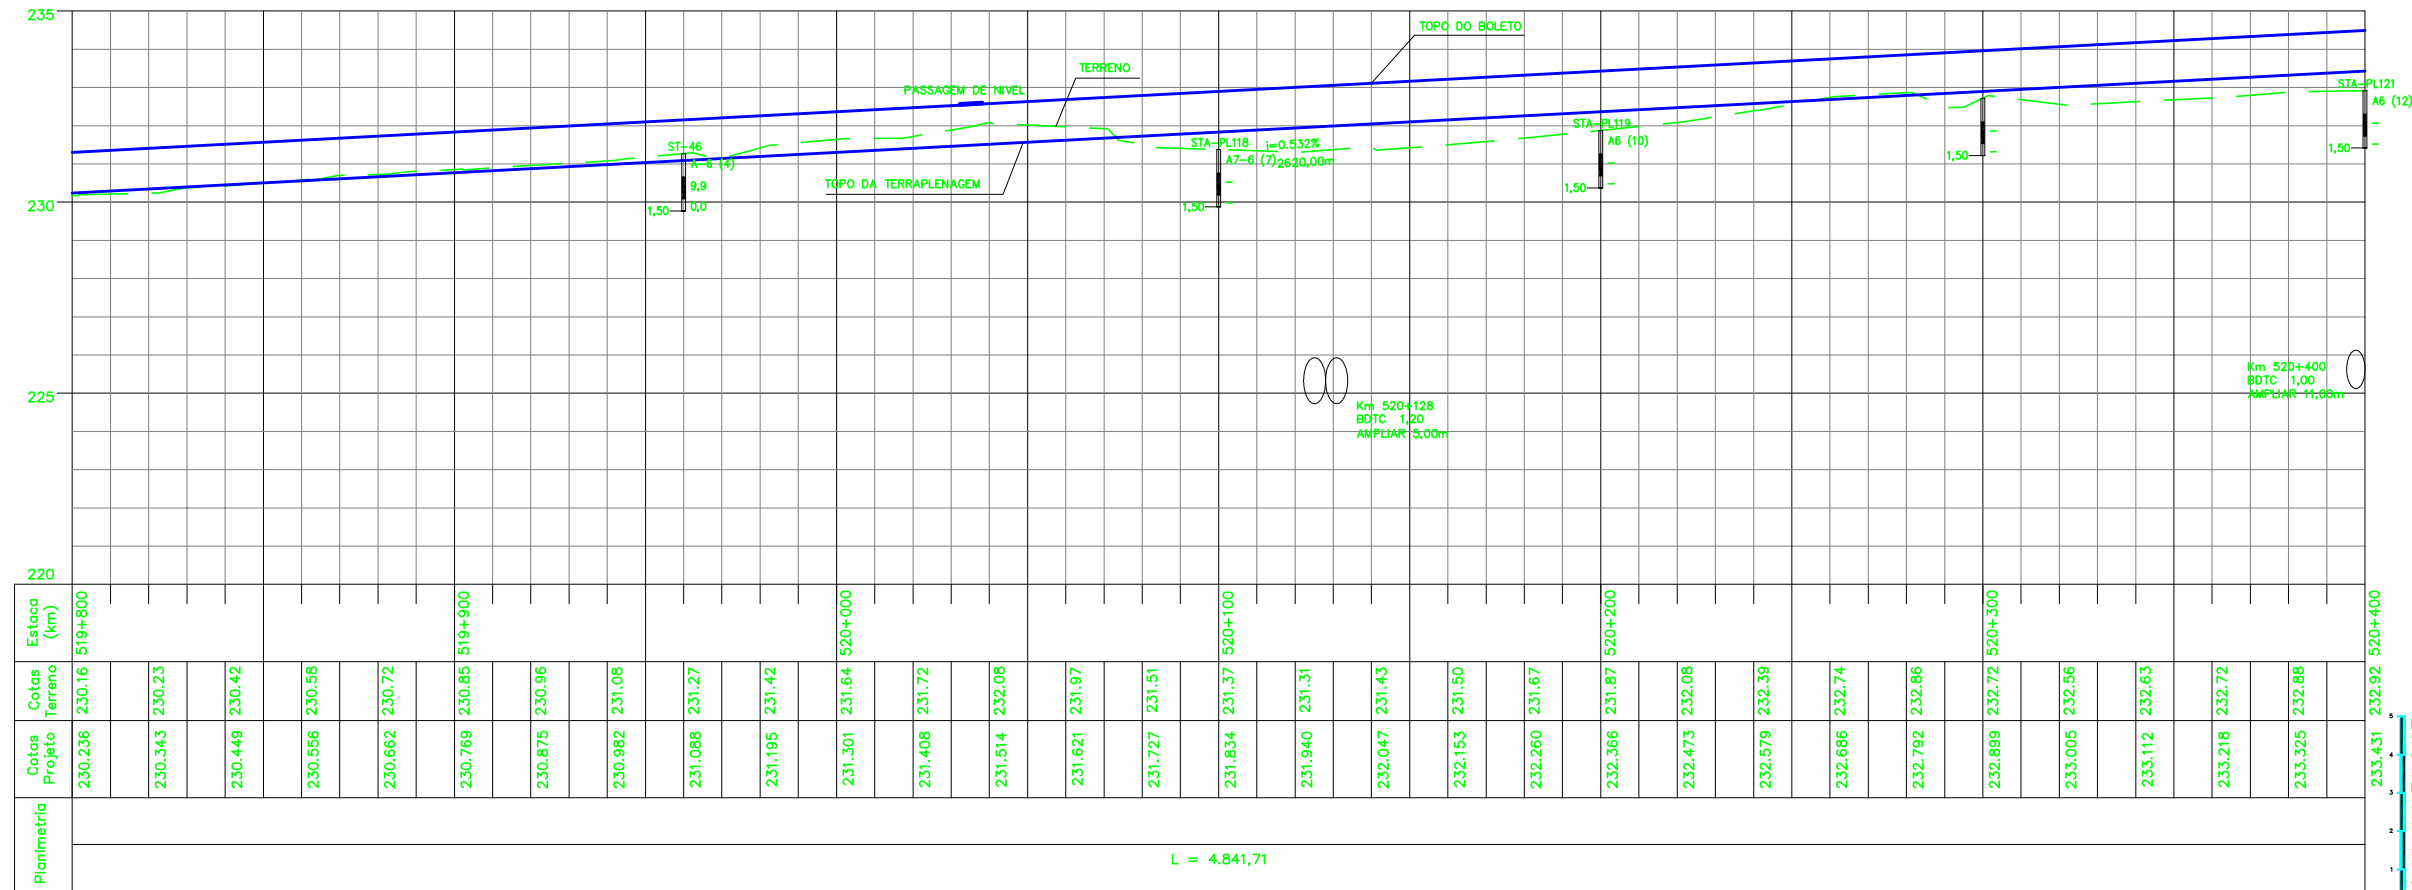 235
TOPO DO BOLETO
TERRENO
PASSAGEM DE NIVEL
STA-PL121
A6 (12)
STA-PL119
A6 (10)
STA-PL118
i=0.532%
A7-6 (7)
2620,00m
ST-46
A-6 (4)
9,9
0,0
TOPO DA TERRAPLENAGEM
1,50
1,50
1,50
1,50
1,50
230
225
Km 520+128
BDTC 1,20
AMPLIAR 5,00m
Km 520+400
BDTC 1,00
AMPLIAR 11,00m
220
Estaca (km)
519+800 519+900 520+000 520+100 520+200 520+300 520+400
Cotas Terreno
230.16 230.23 230.42 230.58 230.72 230.85 230.96 231.08 231.27 231.42 231.64 231.72 232.08 231.97 231.51 231.37 231.31 231.43 231.50 231.67 231.87 232.08 232.39 232.74 232.86 232.72 232.56 232.63 232.72 232.88 232.92
Cotas Projeto
230.236 230.343 230.449 230.556 230.662 230.769 230.875 230.982 231.088 231.195 231.301 231.408 231.514 231.621 231.727 231.834 231.940 232.047 232.153 232.260 232.366 232.473 232.579 232.686 232.792 232.899 233.005 233.112 233.218 233.325 233.431
Planimetria
L = 4.841,71
5
4
3
2
1